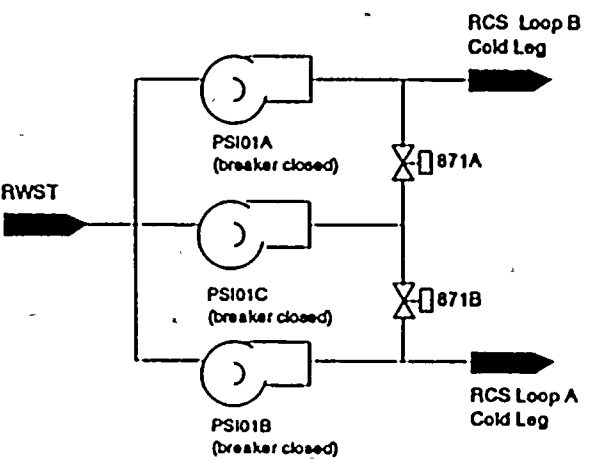 RCS Loop B
Cold Leg
PSI01A
(breaker closed)
871A
RWST
PSI01C
(breaker closed)
871B
RCS Loop A
Cold Leg
PSI01B
(breaker closed)